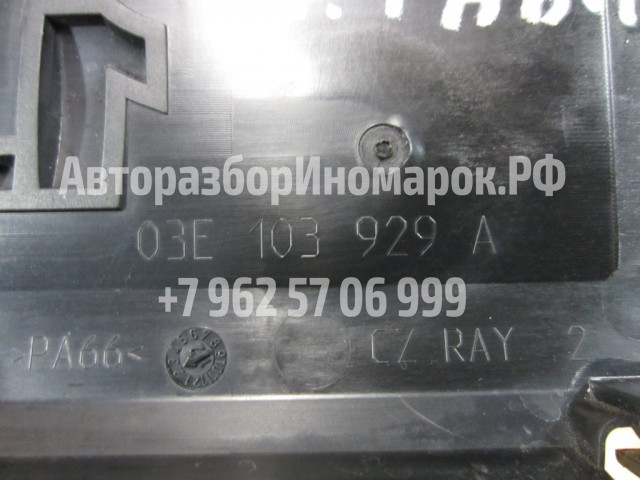 АвторазборИномарок.РФ
03E 103 929 A
+7 962 57 06 999
>PA66< CZ RAY 2